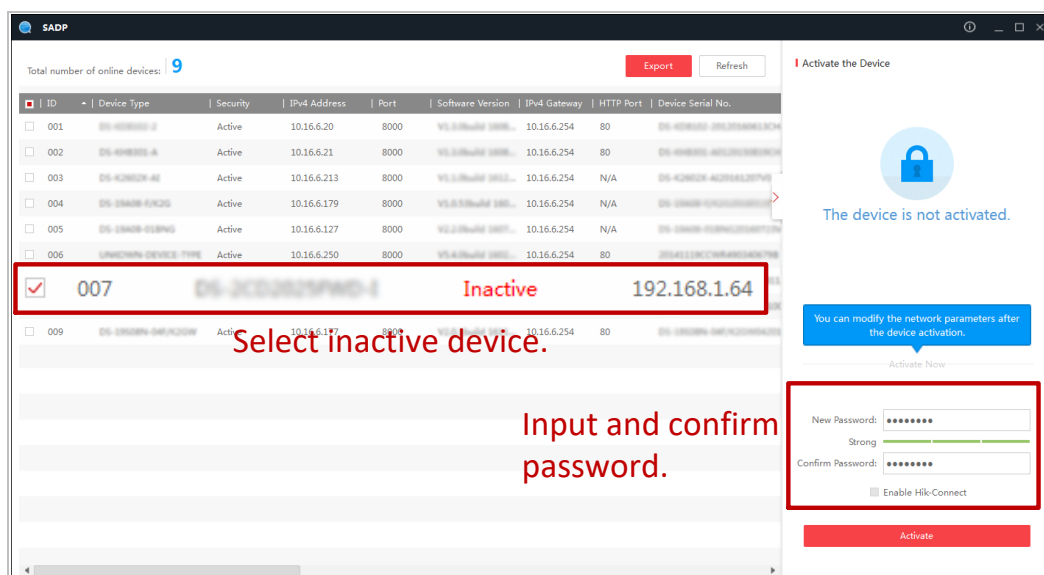 SADP
Total number of online devices: 9
Export
Refresh
ID | Device Type | Security | IPv4 Address | Port | Software Version | IPv4 Gateway | HTTP Port | Device Serial No.
001 Active 10.16.6.20 8000 10.16.6.254 80
002 Active 10.16.6.21 8000 10.16.6.254 80
003 Active 10.16.6.213 8000 10.16.6.254 N/A
004 Active 10.16.6.179 8000 10.16.6.254 N/A
005 Active 10.16.6.127 8000 10.16.6.254 N/A
006 Active 10.16.6.250 8000 10.16.6.254 80
007 Inactive 192.168.1.64
009 Active 10.16.6.177 8000 10.16.6.254 80
Select inactive device.
Input and confirm
password.
Activate the Device
The device is not activated.
You can modify the network parameters after
the device activation.
Activate Now
New Password:
Strong
Confirm Password:
Enable Hik-Connect
Activate